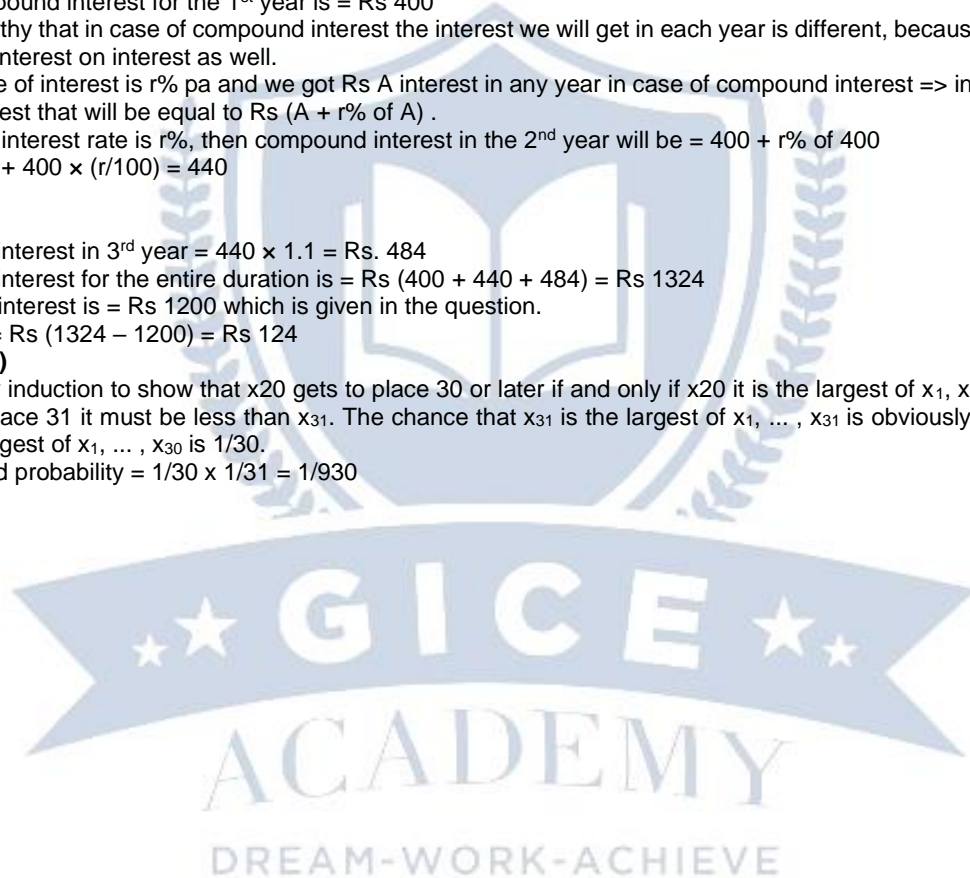 pound interest for the 1st year is = Rs 400
thy that in case of compound interest the interest we will get in each year is different, becaus
interest on interest as well.
e of interest is r% pa and we got Rs A interest in any year in case of compound interest => in
est that will be equal to Rs (A + r% of A) .
interest rate is r%, then compound interest in the 2nd year will be = 400 + r% of 400
+ 400 × (r/100) = 440
interest in 3rd year = 440 × 1.1 = Rs. 484
interest for the entire duration is = Rs (400 + 440 + 484) = Rs 1324
interest is = Rs 1200 which is given in the question.
= Rs (1324 – 1200) = Rs 124
)
y induction to show that x20 gets to place 30 or later if and only if x20 it is the largest of x₁, x
lace 31 it must be less than x₃₁. The chance that x₃₁ is the largest of x₁, ... , x₃₁ is obviously
gest of x₁, ... , x₃₀ is 1/30.
d probability = 1/30 x 1/31 = 1/930
GICE
ACADEMY
DREAM-WORK-ACHIEVE